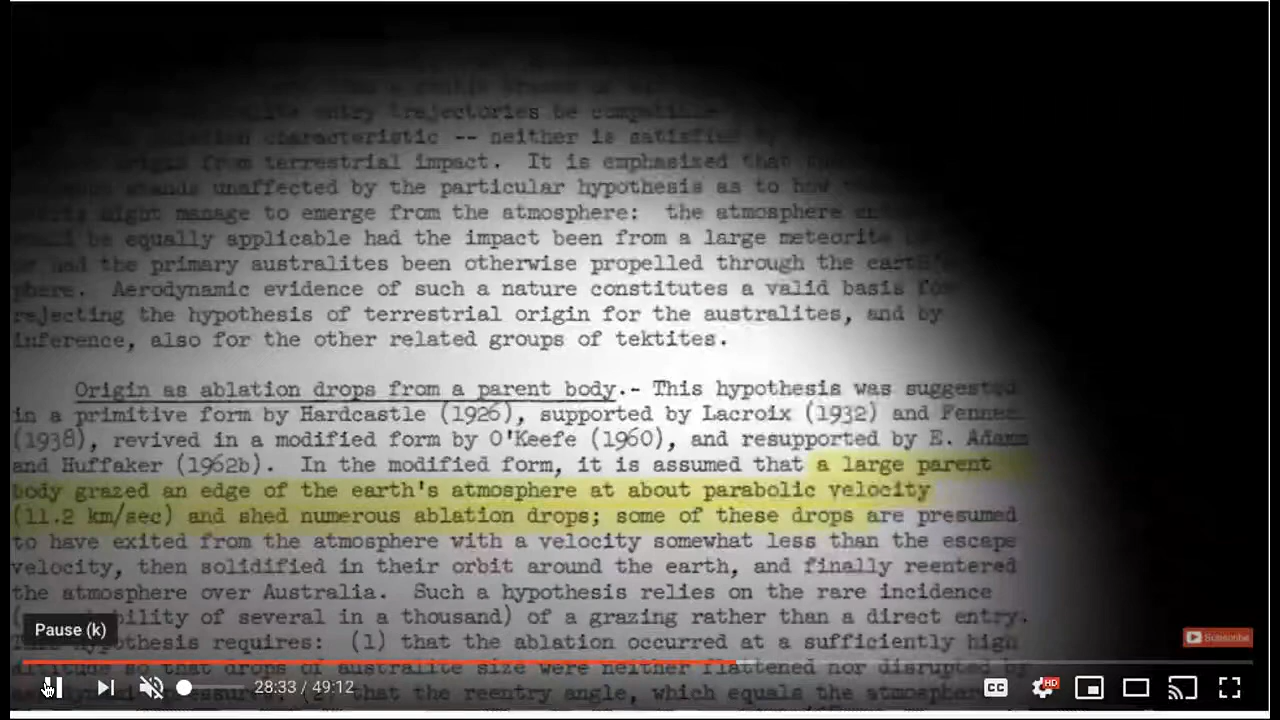 entry trajectories be compatible
characteristic -- neither is satisfied
origin from terrestrial impact. It is emphasized that
stands unaffected by the particular hypothesis as to how
might manage to emerge from the atmosphere: the atmosphere
be equally applicable had the impact been from a large meteorite
and the primary australites been otherwise propelled through the earth's
phere. Aerodynamic evidence of such a nature constitutes a valid basis for
rejecting the hypothesis of terrestrial origin for the australites, and by
inference, also for the other related groups of tektites.
Origin as ablation drops from a parent body.- This hypothesis was suggested
in a primitive form by Hardcastle (1926), supported by Lacroix (1932) and Fenner
(1938), revived in a modified form by O'Keefe (1960), and resupported by E. Adams
and Huffaker (1962b). In the modified form, it is assumed that a large parent
body grazed an edge of the earth's atmosphere at about parabolic velocity
(11.2 km/sec) and shed numerous ablation drops; some of these drops are presumed
to have exited from the atmosphere with a velocity somewhat less than the escape
velocity, then solidified in their orbit around the earth, and finally reentered
the atmosphere over Australia. Such a hypothesis relies on the rare incidence
of several in a thousand) of a grazing rather than a direct entry.
requires: (1) that the ablation occurred at a sufficiently high
so that drops of australite size were neither flattened nor disrupted by
that the reentry angle, which equals the
Pause (k)
Subscribe
28:33 / 49:12
CC
HD